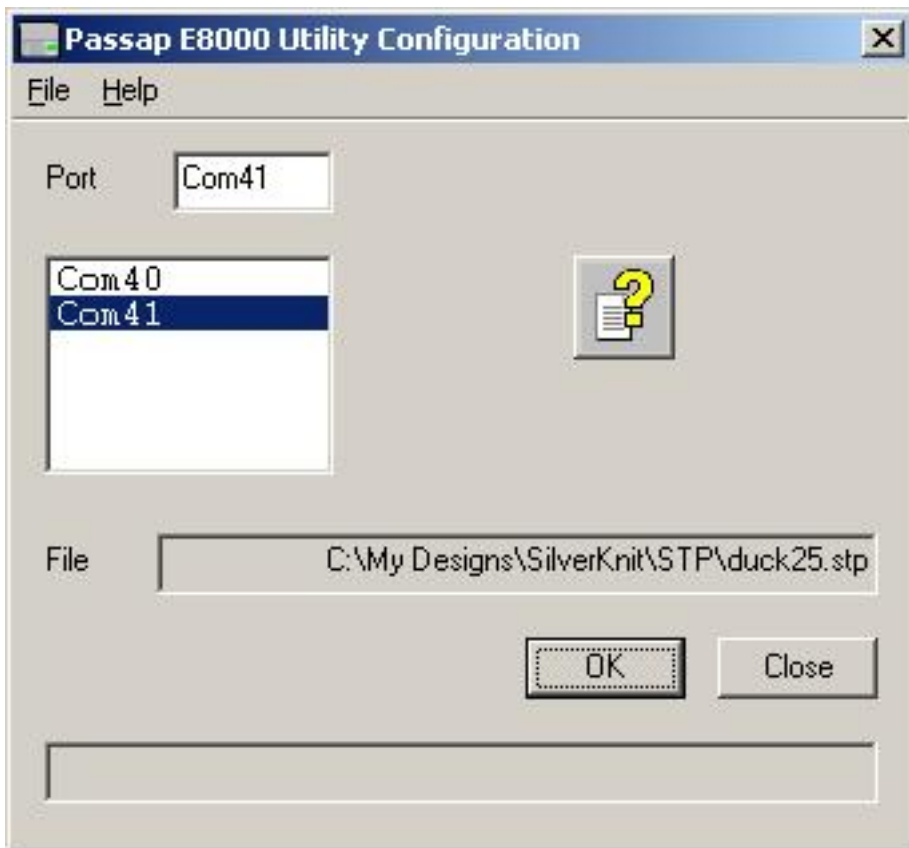 Passap E8000 Utility Configuration
File Help
Port Com41
Com40
Com41
File C:\My Designs\SilverKnit\STP\duck25.stp
OK Close